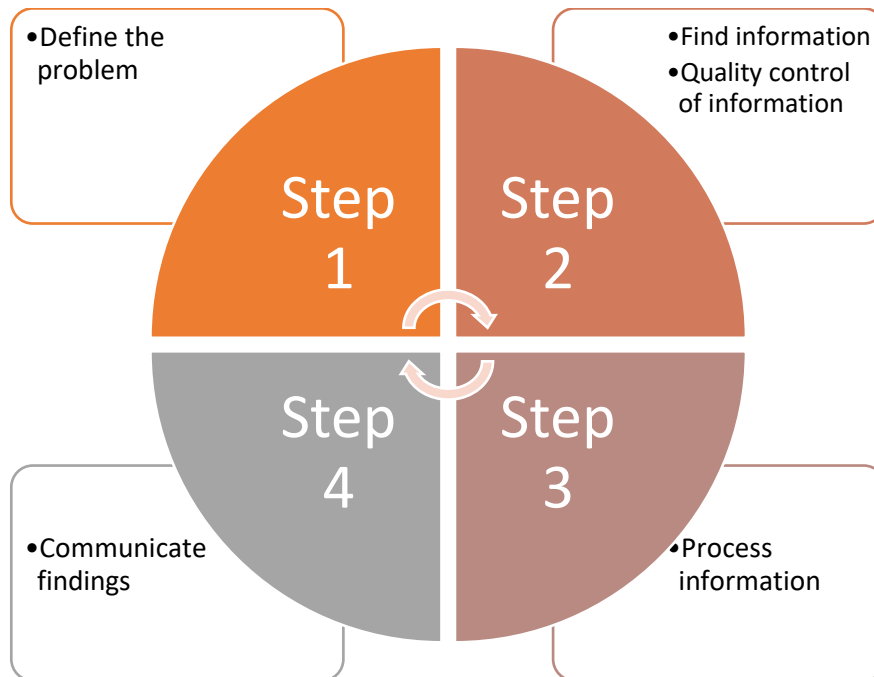 •Define the
problem
•Find information
•Quality control
of information
Step
1
Step
2
Step
4
Step
3
•Communicate
findings
•Process
information